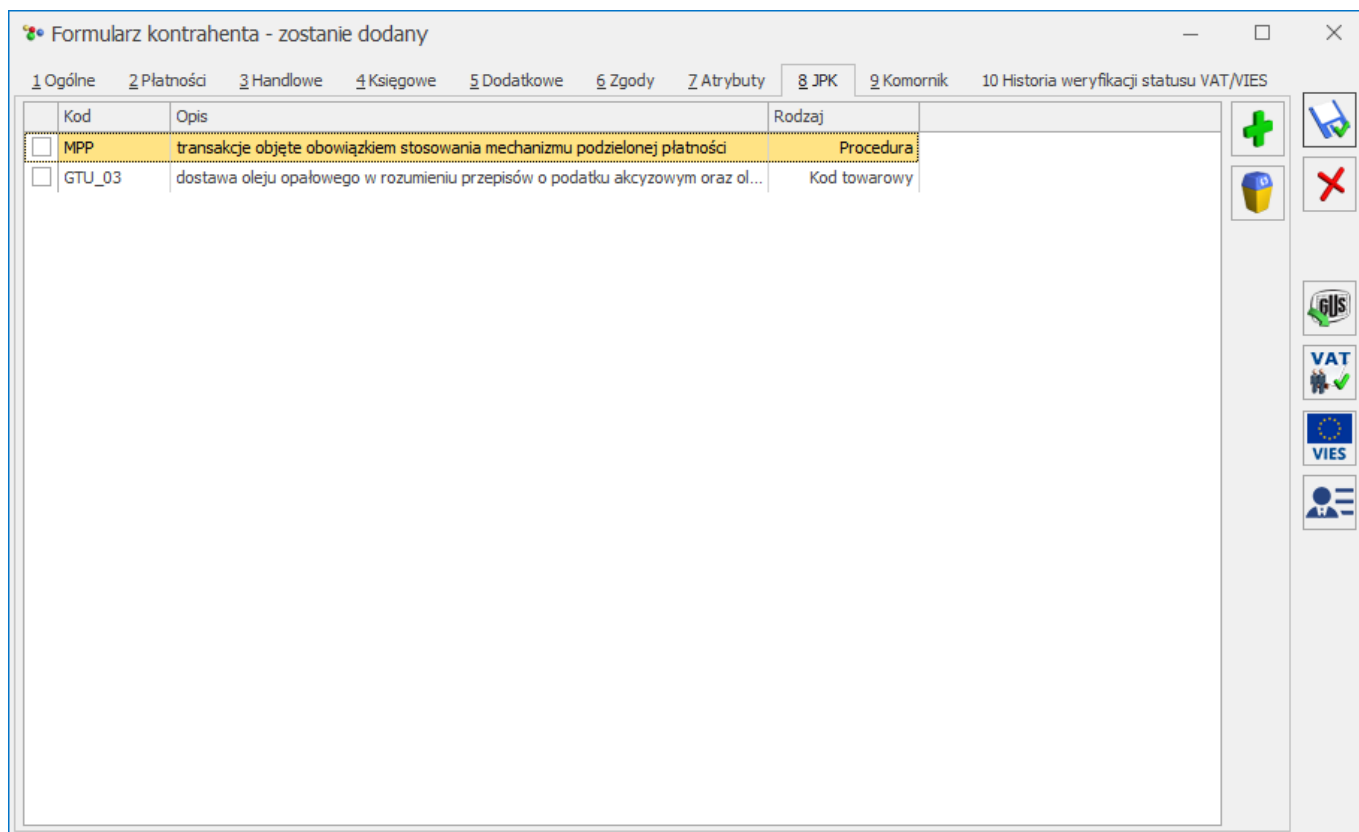 Formularz kontrahenta - zostanie dodany
1 Ogólne 2 Płatności 3 Handlowe 4 Księgowe 5 Dodatkowe 6 Zgody 7 Atrybuty 8 JPK 9 Komornik 10 Historia weryfikacji statusu VAT/VIES
Kod Opis Rodzaj
MPP transakcje objęte obowiązkiem stosowania mechanizmu podzielonej płatności Procedura
GTU_03 dostawa oleju opałowego w rozumieniu przepisów o podatku akcyzowym oraz ol... Kod towarowy
GUS
VAT
VIES